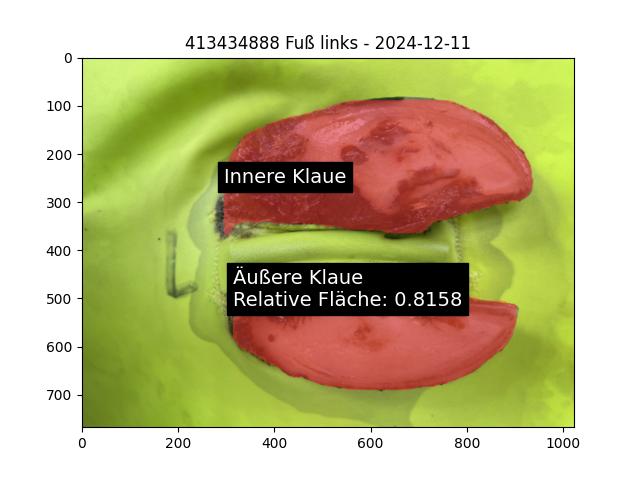 413434888 Fuß links - 2024-12-11
0
100
200
300
400
500
600
700
Innere Klaue
L
Äußere Klaue
Relative Fläche: 0.8158
0
200
400
600
800
1000